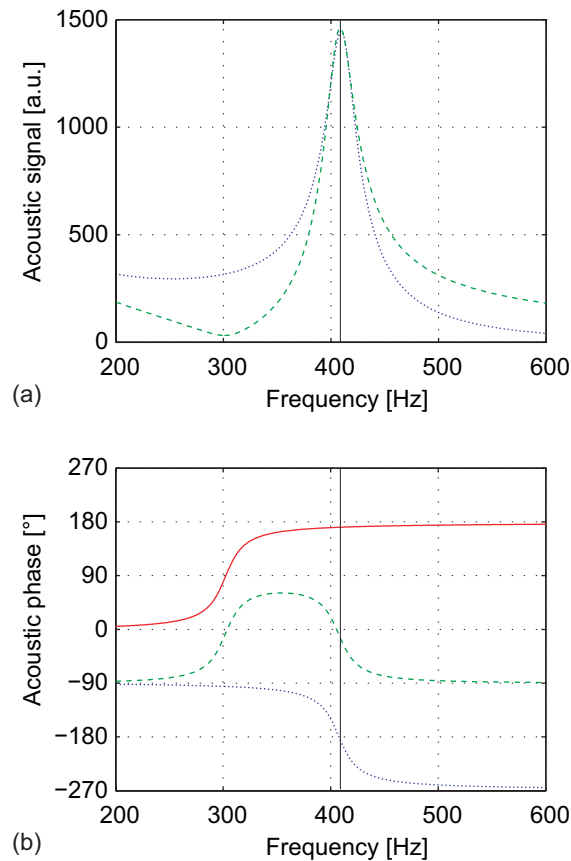 1500
1000
500
0
Acoustic signal [a.u.]
200 300 400 500 600
Frequency [Hz]
(a)
270
180
90
0
−90
−180
−270
Acoustic phase [°]
200 300 400 500 600
Frequency [Hz]
(b)